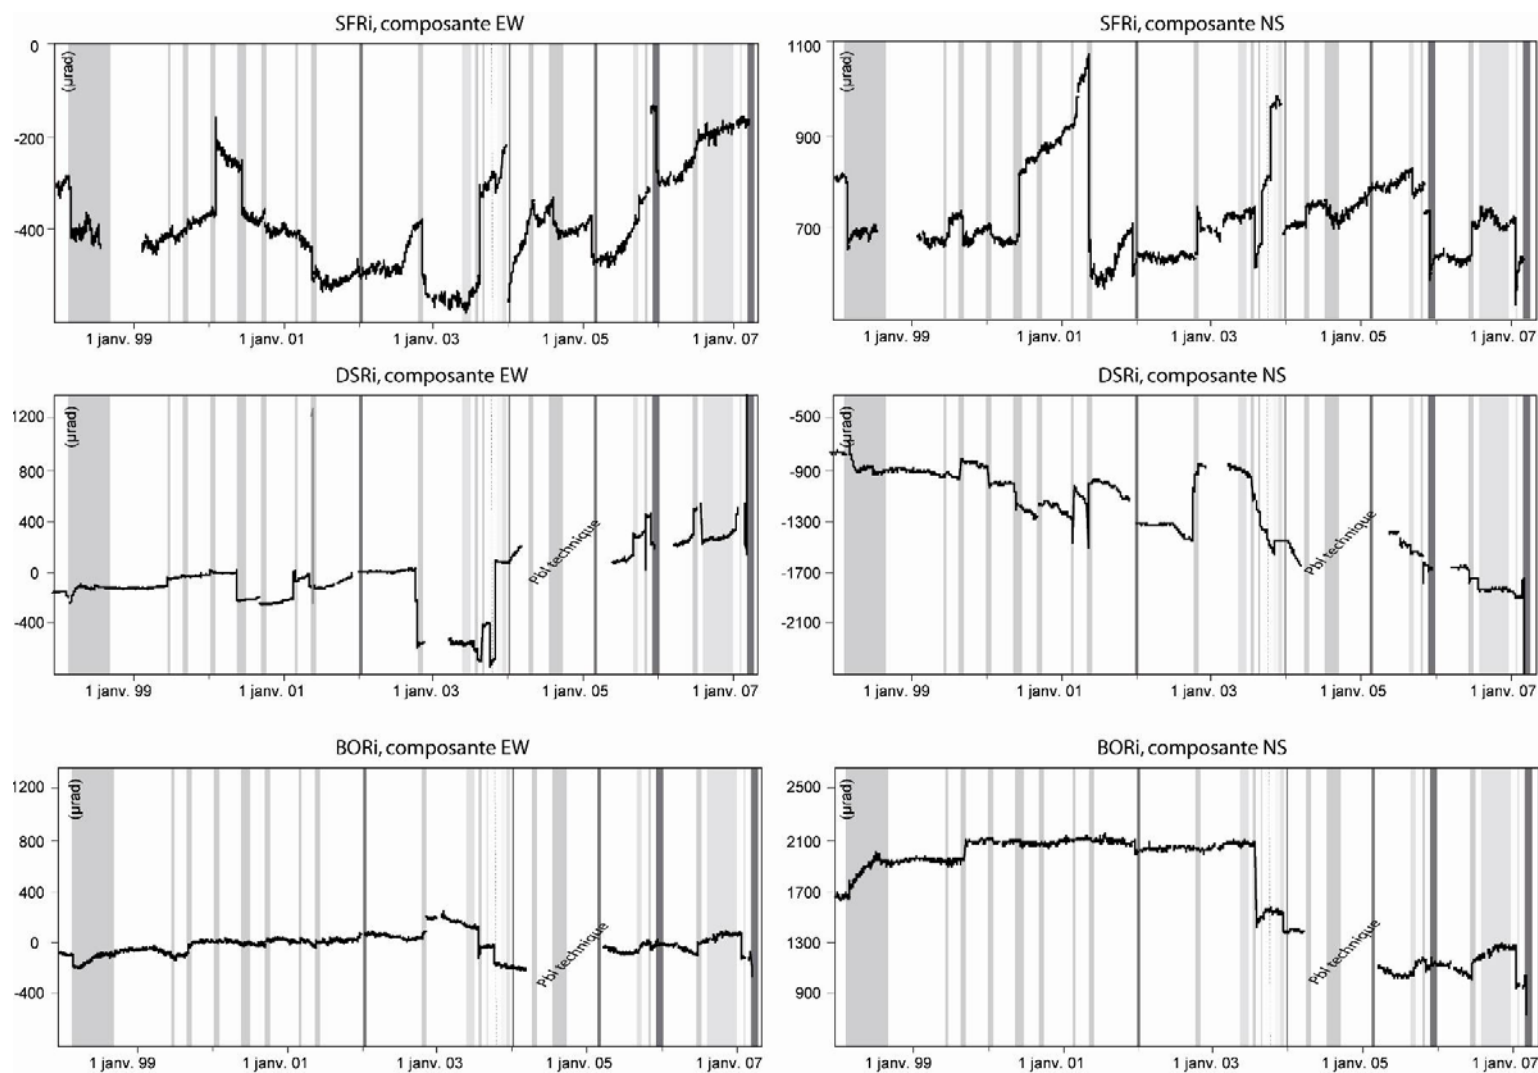 SFRi, composante EW
0
-200
-400
(µrad)
1 janv. 99
1 janv. 01
1 janv. 03
1 janv. 05
1 janv. 07
SFRi, composante NS
1100
900
700
(µrad)
1 janv. 99
1 janv. 01
1 janv. 03
1 janv. 05
1 janv. 07
DSRi, composante EW
1200
800
400
0
-400
(µrad)
Pbl technique
1 janv. 99
1 janv. 01
1 janv. 03
1 janv. 05
1 janv. 07
DSRi, composante NS
-500
-900
-1300
-1700
-2100
(µrad)
Pbl technique
1 janv. 99
1 janv. 01
1 janv. 03
1 janv. 05
1 janv. 07
BORi, composante EW
1200
800
400
0
-400
(µrad)
Pbl technique
1 janv. 99
1 janv. 01
1 janv. 03
1 janv. 05
1 janv. 07
BORi, composante NS
2500
2100
1700
1300
900
(µrad)
Pbl technique
1 janv. 99
1 janv. 01
1 janv. 03
1 janv. 05
1 janv. 07